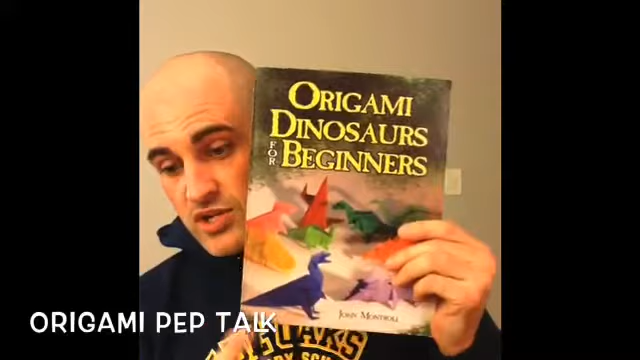 ORIGAMI
DINOSAURS
FOR
BEGINNERS
JOHN MONTROLL
ORIGAMI PEP TALK